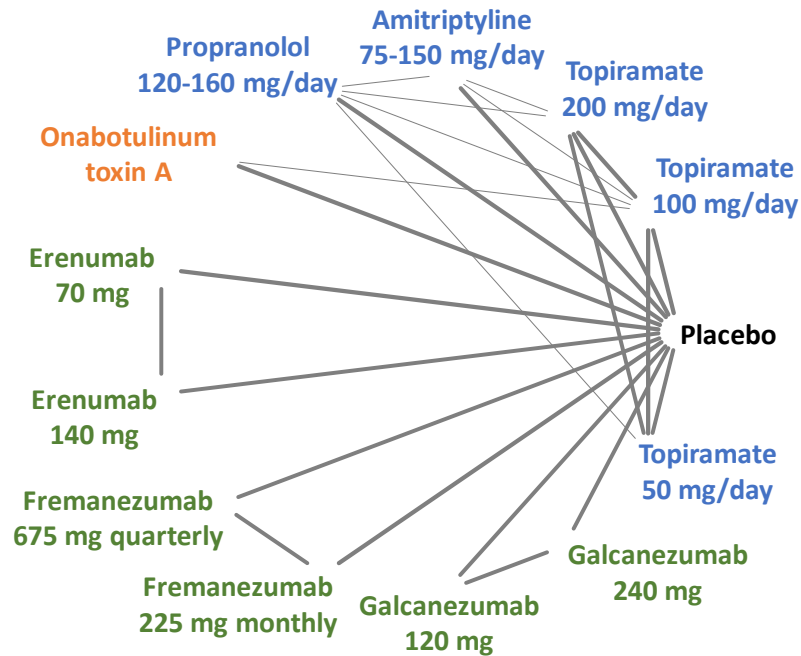 Amitriptyline
75-150 mg/day
Propranolol
120-160 mg/day
Topiramate
200 mg/day
Onabotulinum
toxin A
Topiramate
100 mg/day
Erenumab
70 mg
Placebo
Erenumab
140 mg
Topiramate
50 mg/day
Fremanezumab
675 mg quarterly
Galcanezumab
240 mg
Fremanezumab
225 mg monthly
Galcanezumab
120 mg